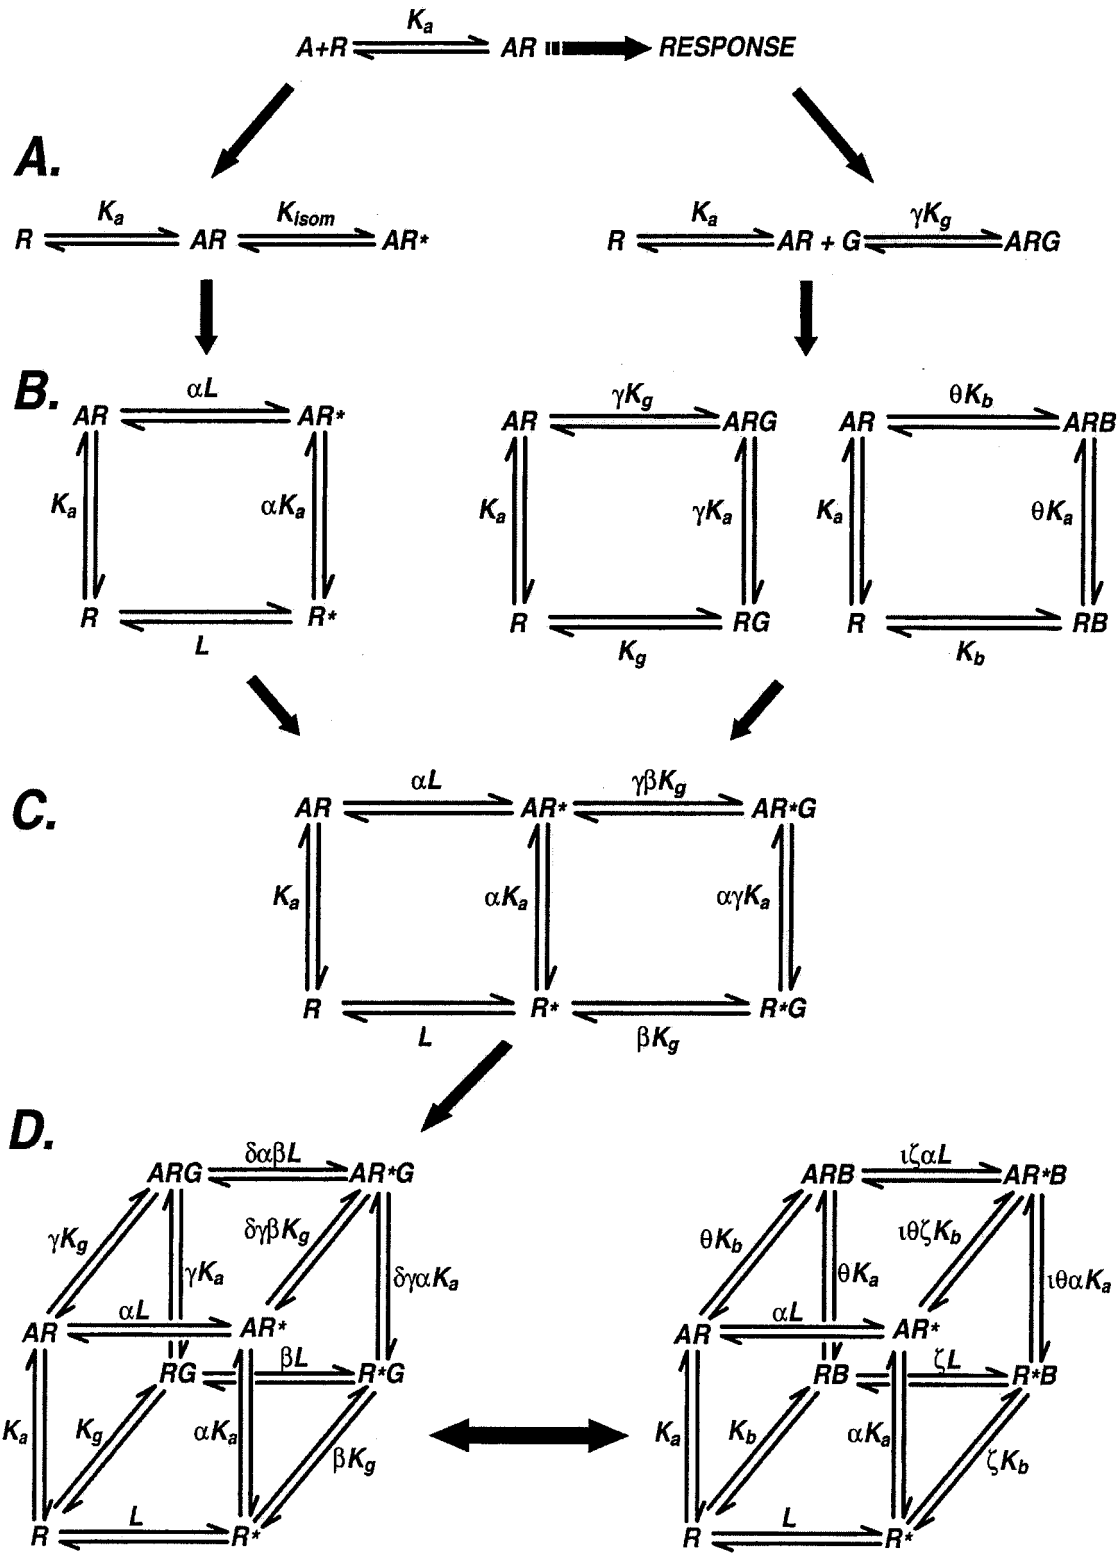 Ka
A+R AR RESPONSE
A.
Ka Kisom Ka γKg
R AR AR* R AR + G ARG
B.
αL γKg θKb
AR AR* AR ARG AR ARB
Ka αKa Ka γKa Ka θKa
R R* R RG R RB
L Kg Kb
C.
αL γβKg
AR AR* AR*G
Ka αKa αγKa
R R* R*G
L βKg
D.
δαβL ιζαL
ARG AR*G ARB AR*B
γKg δγβKg θKb ιθζKb
γKa δγαKa θKa ιθαKa
αL αL
AR AR* AR AR*
βL ζL
RG R*G RB R*B
Ka Kg αKa βKg Ka Kb αKa ζKb
L L
R R* R R*